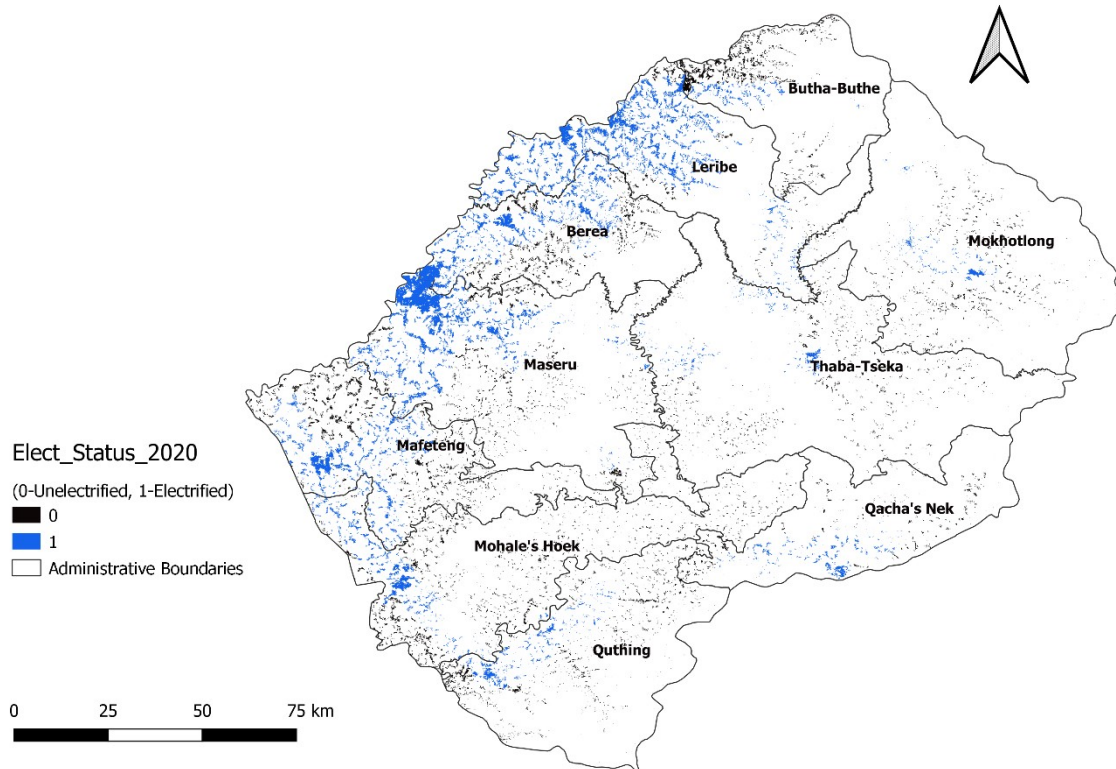 Butha-Buthe
Leribe
Mokhotlong
Berea
Maseru
Thaba-Tseka
Mafeteng
Qacha's Nek
Mohale's Hoek
Quthing
Elect_Status_2020
(0-Unelectrified, 1-Electrified)
0
1
Administrative Boundaries
0 25 50 75 km